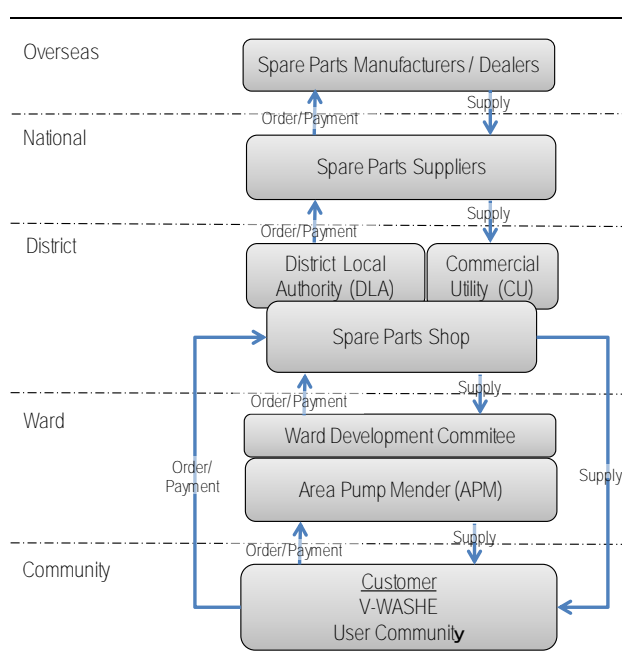 Overseas
Spare Parts Manufacturers / Dealers
Order/Payment
Supply
National
Spare Parts Suppliers
Order/Payment
Supply
District
District Local
Authority (DLA)
Commercial
Utility (CU)
Spare Parts Shop
Order/Payment
Supply
Ward
Ward Development Commitee
Area Pump Mender (APM)
Order/
Payment
Supply
Order/Payment
Supply
Community
Customer
V-WASHE
User Community